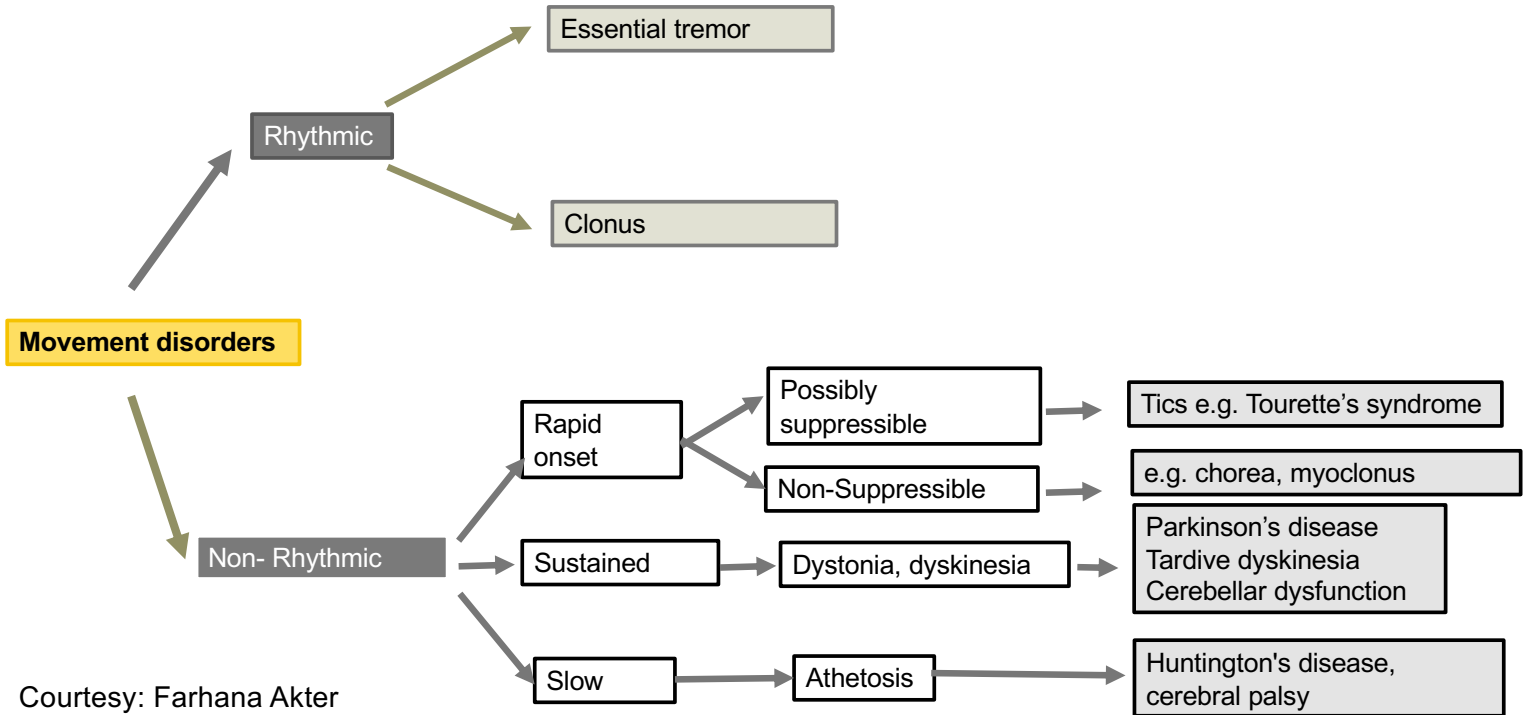 Essential tremor
Rhythmic
Clonus
Movement disorders
Possibly
suppressible
Tics e.g. Tourette’s syndrome
Rapid
onset
Non-Suppressible
e.g. chorea, myoclonus
Non- Rhythmic
Sustained
Dystonia, dyskinesia
Parkinson’s disease
Tardive dyskinesia
Cerebellar dysfunction
Slow
Athetosis
Huntington's disease,
cerebral palsy
Courtesy: Farhana Akter